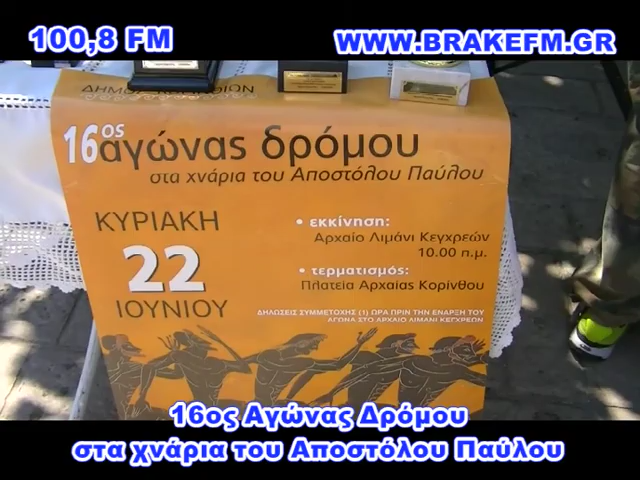 100,8 FM
WWW.BRAKEFM.GR
16ος αγώνας δρόμου
στα χνάρια του Αποστόλου Παύλου
ΚΥΡΙΑΚΗ
22
ΙΟΥΝΙΟΥ
• εκκίνηση:
Αρχαίο Λιμάνι Κεγχρεών
10.00 π.μ.
• τερματισμός:
Πλατεία Αρχαίας Κορίνθου
ΔΗΛΩΣΕΙΣ ΣΥΜΜΕΤΟΧΗΣ (1) ΩΡΑ ΠΡΙΝ ΤΗΝ ΕΝΑΡΞΗ ΤΟΥ
ΑΓΩΝΑ ΣΤΟ ΑΡΧΑΙΟ ΛΙΜΑΝΙ ΚΕΓΧΡΕΩΝ
16ος Αγώνας Δρόμου
στα χνάρια του Αποστόλου Παύλου